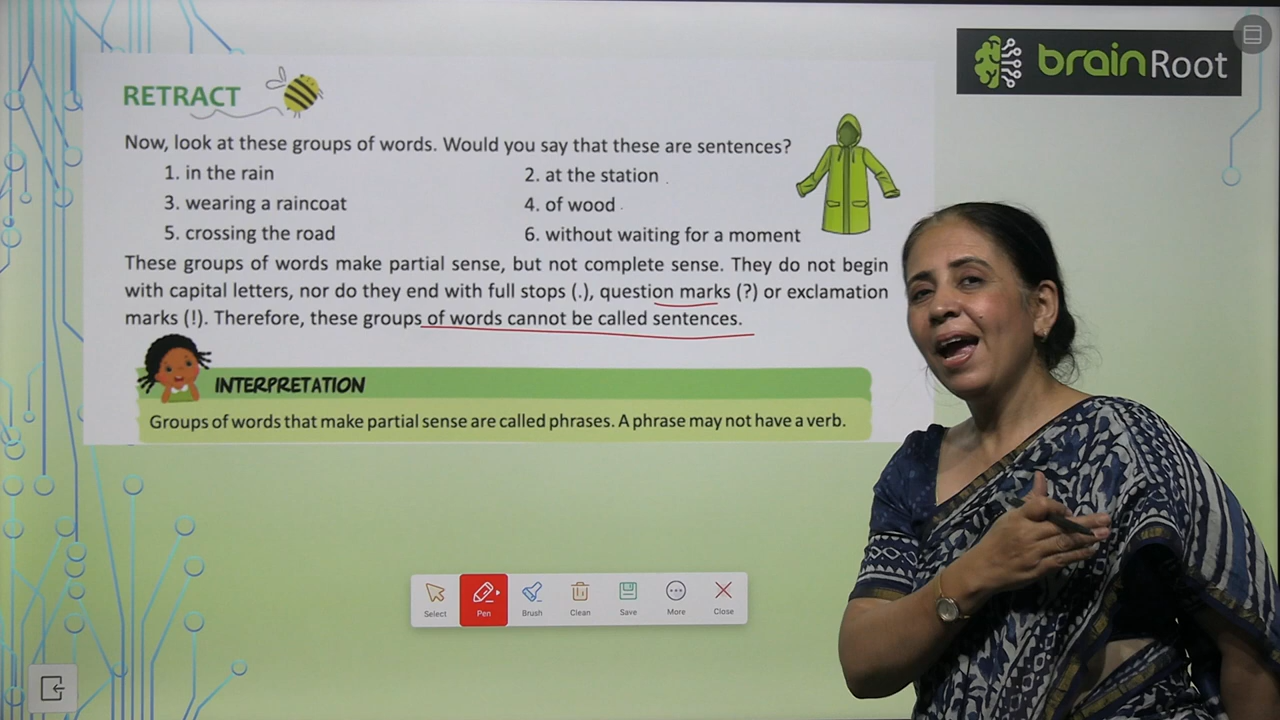 brainRoot
RETRACT
Now, look at these groups of words. Would you say that these are sentences?
1. in the rain
2. at the station
3. wearing a raincoat
4. of wood
5. crossing the road
6. without waiting for a moment
These groups of words make partial sense, but not complete sense. They do not begin
with capital letters, nor do they end with full stops (.), question marks (?) or exclamation
marks (!). Therefore, these groups of words cannot be called sentences.
INTERPRETATION
Groups of words that make partial sense are called phrases. A phrase may not have a verb.
Select Pen Brush Clean Save More Close